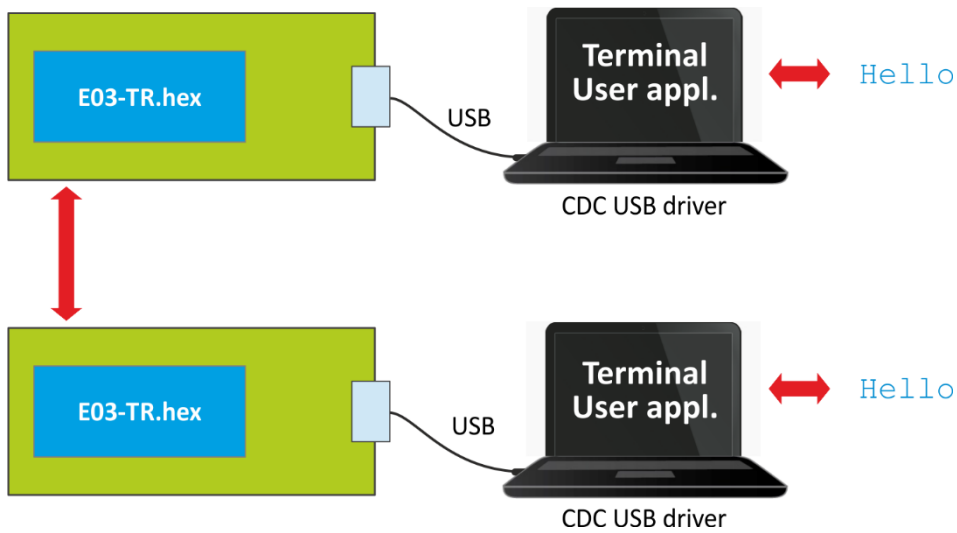 E03-TR.hex
USB
Terminal
User appl.
Hello
CDC USB driver
E03-TR.hex
USB
Terminal
User appl.
Hello
CDC USB driver